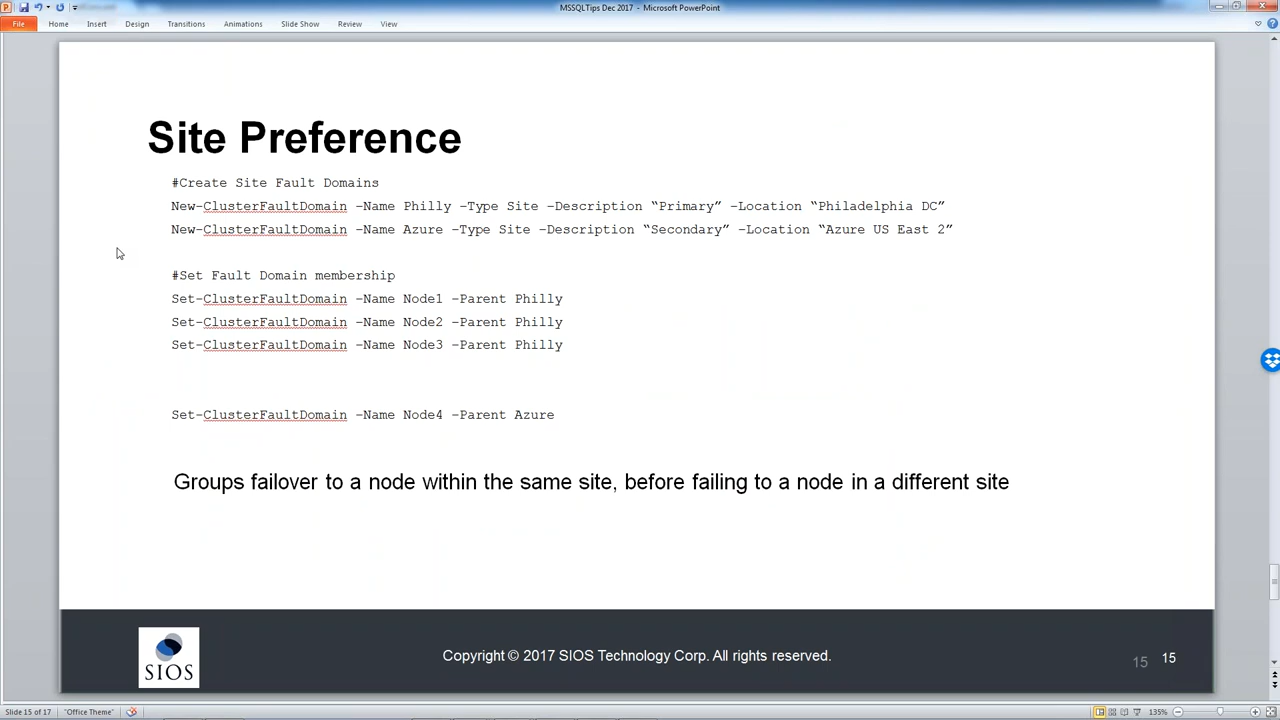 MSSQLTips Dec 2017 - Microsoft PowerPoint
File Home Insert Design Transitions Animations Slide Show Review View
Site Preference
#Create Site Fault Domains
New-ClusterFaultDomain –Name Philly –Type Site –Description “Primary” –Location “Philadelphia DC”
New-ClusterFaultDomain –Name Azure –Type Site –Description “Secondary” –Location “Azure US East 2”
#Set Fault Domain membership
Set-ClusterFaultDomain –Name Node1 –Parent Philly
Set-ClusterFaultDomain –Name Node2 –Parent Philly
Set-ClusterFaultDomain –Name Node3 –Parent Philly
Set-ClusterFaultDomain –Name Node4 –Parent Azure
Groups failover to a node within the same site, before failing to a node in a different site
SIOS
Copyright © 2017 SIOS Technology Corp. All rights reserved.
15 15
Slide 15 of 17 "Office Theme" 135%